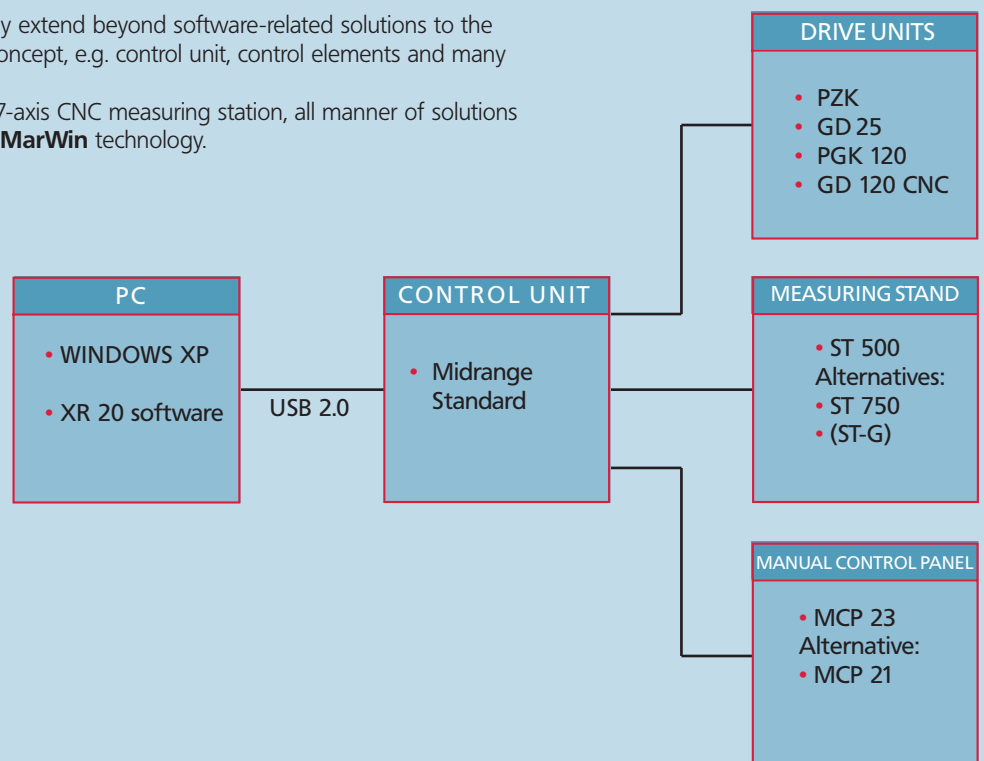 y extend beyond software-related solutions to the
oncept, e.g. control unit, control elements and many
7-axis CNC measuring station, all manner of solutions
MarWin technology.
DRIVE UNITS
• PZK
• GD 25
• PGK 120
• GD 120 CNC
PC
• WINDOWS XP
• XR 20 software
USB 2.0
CONTROL UNIT
• Midrange
Standard
MEASURING STAND
• ST 500
Alternatives:
• ST 750
• (ST-G)
MANUAL CONTROL PANEL
• MCP 23
Alternative:
• MCP 21